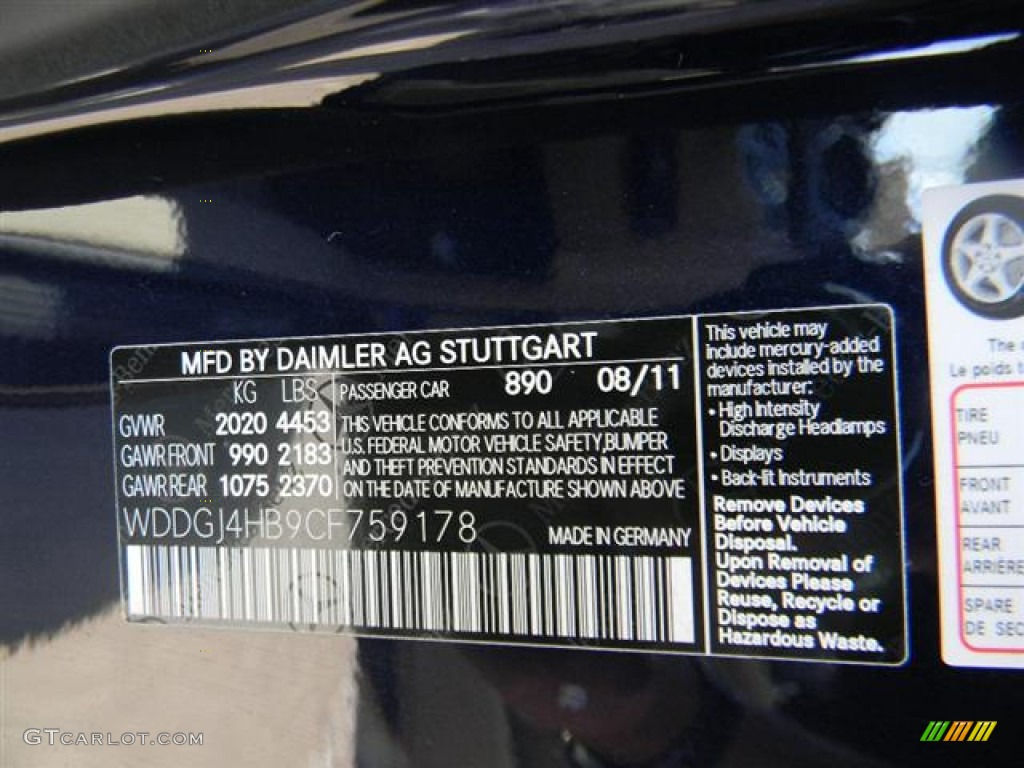 MFD BY DAIMLER AG STUTTGART
KG LBS PASSENGER CAR 890 08/11
GVWR 2020 4453
GAWR FRONT 990 2183
GAWR REAR 1075 2370
THIS VEHICLE CONFORMS TO ALL APPLICABLE
U.S. FEDERAL MOTOR VEHICLE SAFETY,BUMPER
AND THEFT PREVENTION STANDARDS IN EFFECT
ON THE DATE OF MANUFACTURE SHOWN ABOVE
WDDGJ4HB9CF759178
MADE IN GERMANY
This vehicle may
include mercury-added
devices installed by the
manufacturer:
• High Intensity
Discharge Headlamps
• Displays
• Back-lit Instruments
Remove Devices
Before Vehicle
Disposal.
Upon Removal of
Devices Please
Reuse, Recycle or
Dispose as
Hazardous Waste.
The
Le poids
TIRE
PNEU
FRONT
AVANT
REAR
ARRIÈRE
SPARE
DE SEC
GTCARLOT.COM